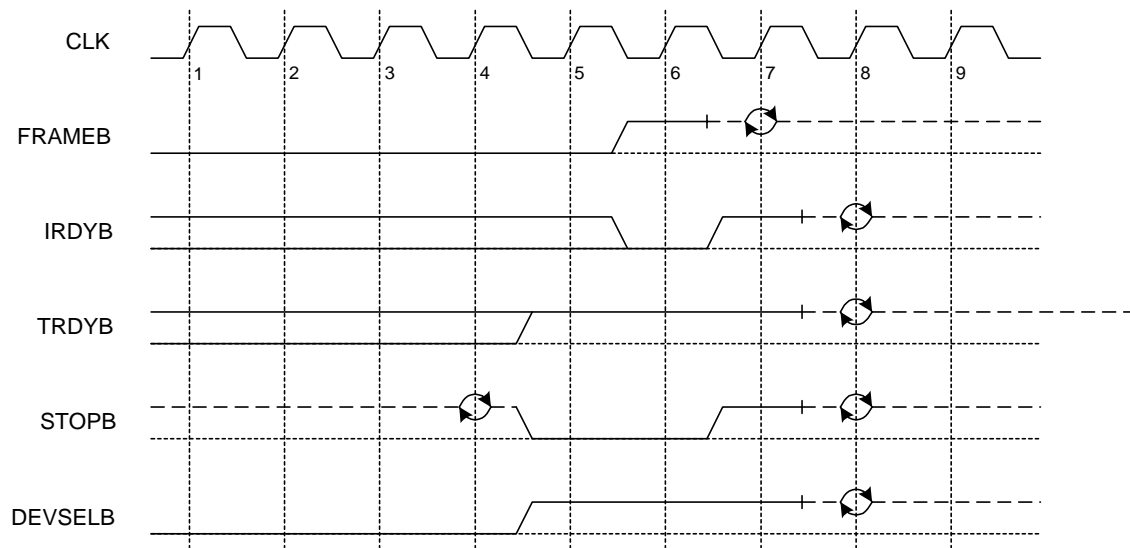 CLK
1 2 3 4 5 6 7 8 9
FRAMEB
IRDYB
TRDYB
STOPB
DEVSELB